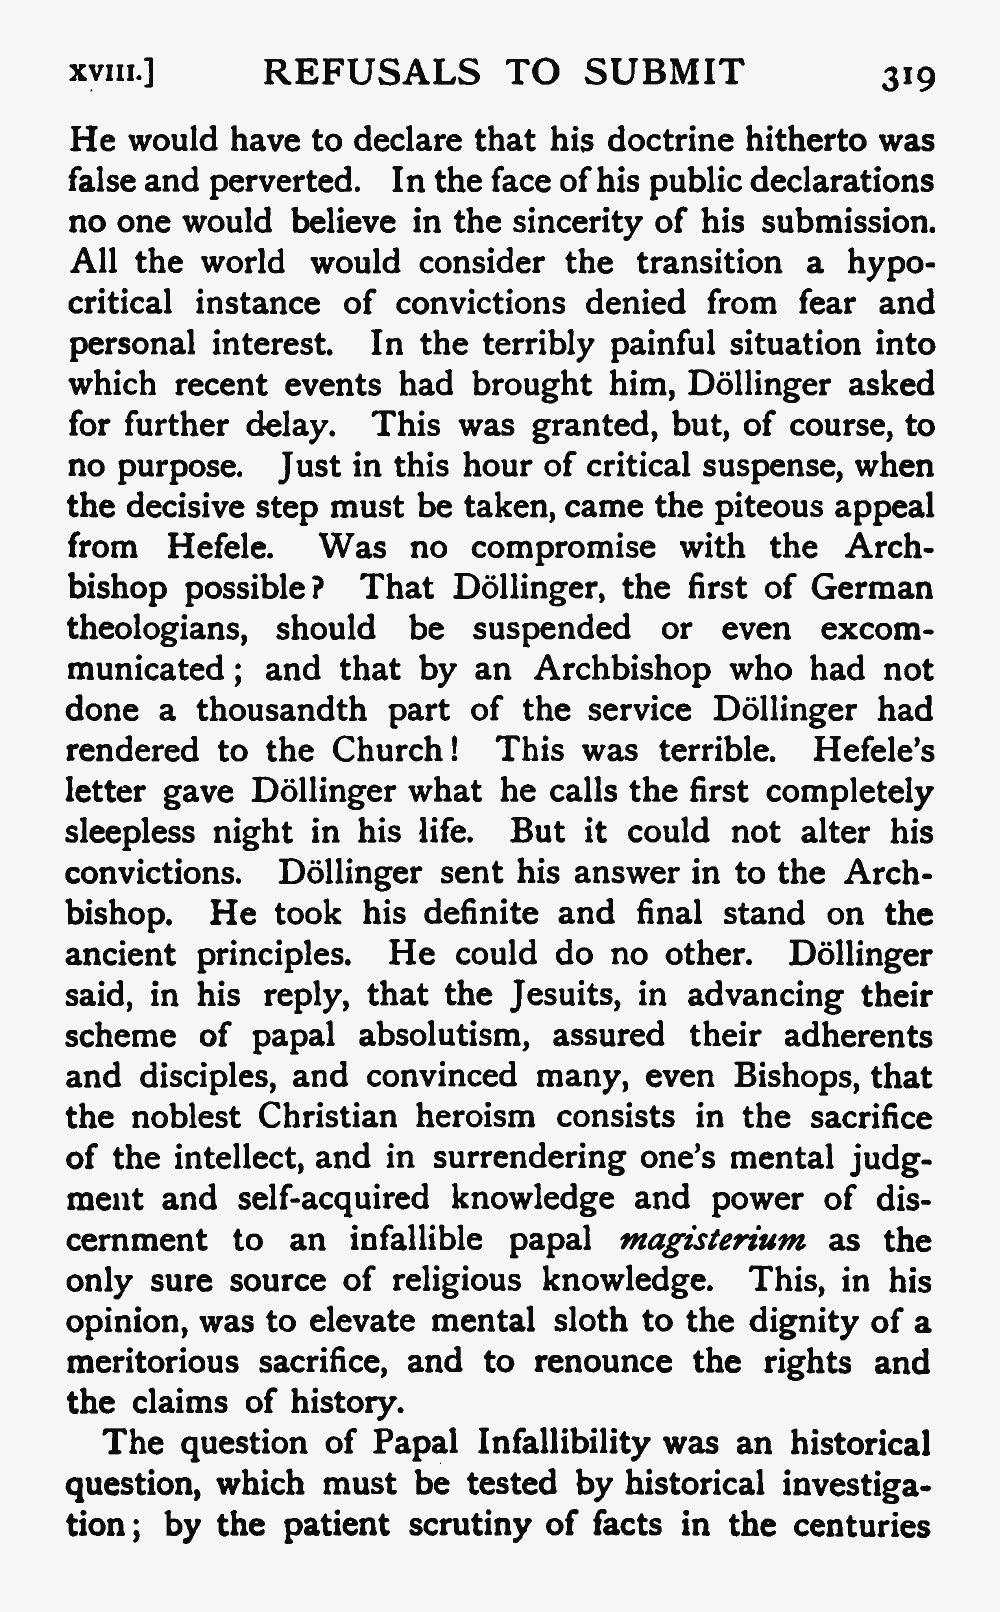 XVIII.] REFUSALS TO SUBMIT 319
He would have to declare that his doctrine hitherto was
false and perverted. In the face of his public declarations
no one would believe in the sincerity of his submission.
All the world would consider the transition a hypo-
critical instance of convictions denied from fear and
personal interest. In the terribly painful situation into
which recent events had brought him, Döllinger asked
for further delay. This was granted, but, of course, to
no purpose. Just in this hour of critical suspense, when
the decisive step must be taken, came the piteous appeal
from Hefele. Was no compromise with the Arch-
bishop possible? That Döllinger, the first of German
theologians, should be suspended or even excom-
municated; and that by an Archbishop who had not
done a thousandth part of the service Döllinger had
rendered to the Church! This was terrible. Hefele's
letter gave Döllinger what he calls the first completely
sleepless night in his life. But it could not alter his
convictions. Döllinger sent his answer in to the Arch-
bishop. He took his definite and final stand on the
ancient principles. He could do no other. Döllinger
said, in his reply, that the Jesuits, in advancing their
scheme of papal absolutism, assured their adherents
and disciples, and convinced many, even Bishops, that
the noblest Christian heroism consists in the sacrifice
of the intellect, and in surrendering one's mental judg-
ment and self-acquired knowledge and power of dis-
cernment to an infallible papal magisterium as the
only sure source of religious knowledge. This, in his
opinion, was to elevate mental sloth to the dignity of a
meritorious sacrifice, and to renounce the rights and
the claims of history.
The question of Papal Infallibility was an historical
question, which must be tested by historical investiga-
tion; by the patient scrutiny of facts in the centuries